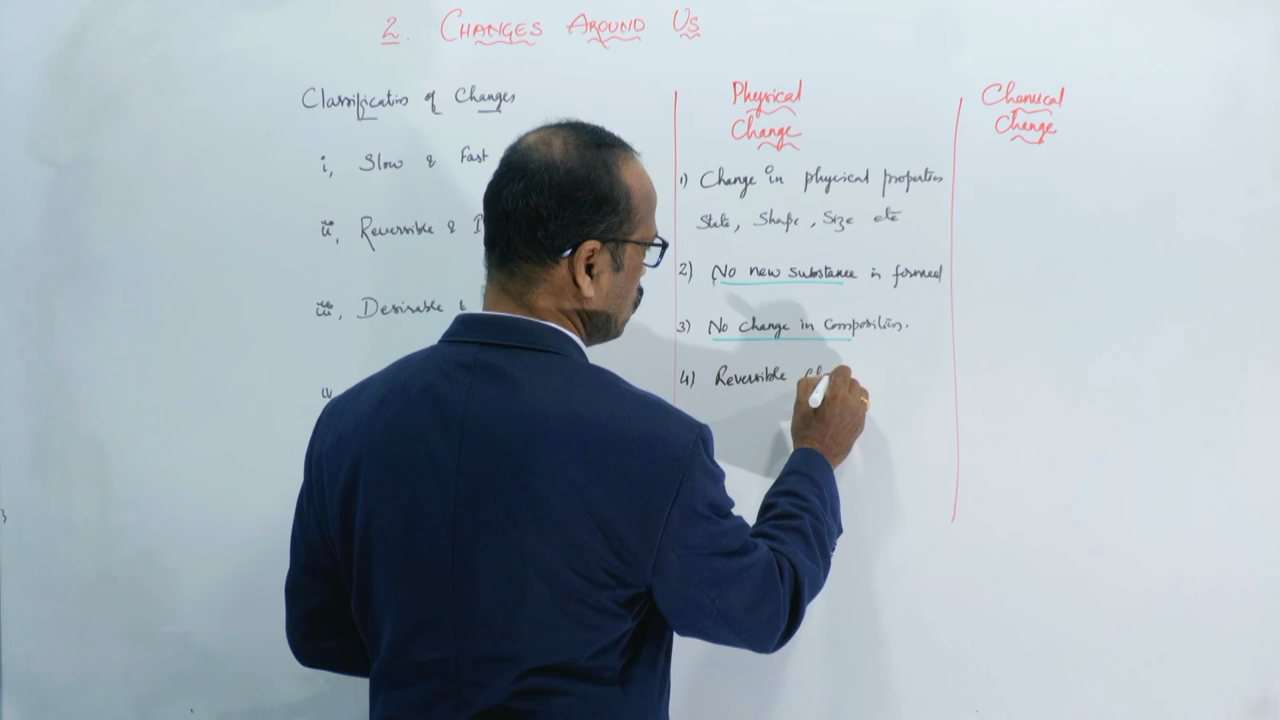 2. CHANGES AROUND US
Classification of Changes
i, Slow & Fast
ii, Reversible &
iii, Desirable &
iv
Physical
Change
1) Change in physical properties
State, Shape, Size etc
2) No new substance is formed
3) No change in composition.
4) Reversible
Chemical
Change